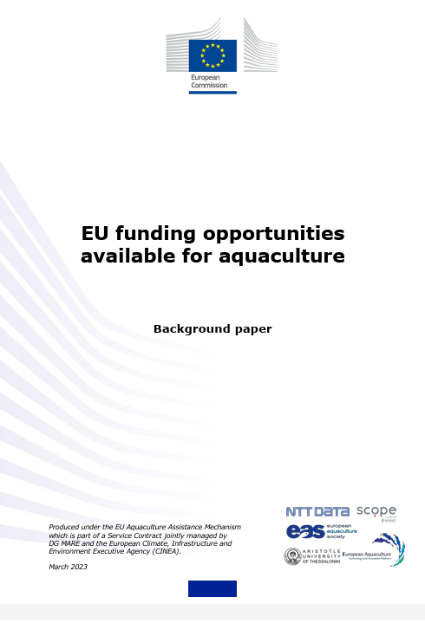 European
Commission
EU funding opportunities
available for aquaculture
Background paper
NTT DATA scope
european
eas aquaculture
society
Produced under the EU Aquaculture Assistance Mechanism
which is part of a Service Contract jointly managed by
DG MARE and the European Climate, Infrastructure and
Environment Executive Agency (CINEA).
March 2023
ARISTOTLE
UNIVERSITY
OF THESSALONIKI
European Aquaculture
Technology and Innovation Platform